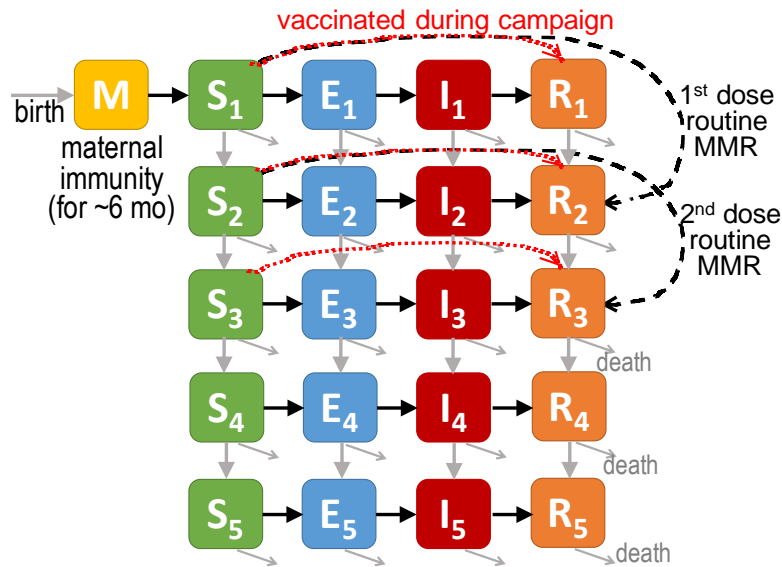 vaccinated during campaign
M
S1 E1 I1 R1
birth
maternal
immunity
(for ~6 mo)
1st dose
routine
MMR
S2 E2 I2 R2
2nd dose
routine
MMR
S3 E3 I3 R3
death
S4 E4 I4 R4
death
S5 E5 I5 R5
death